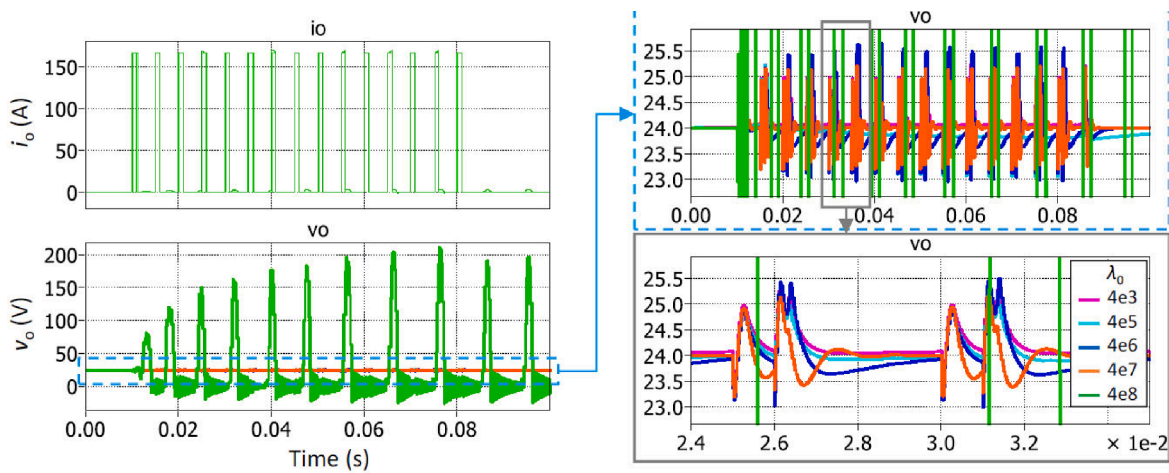 io
150
100
50
0
i_o (A)
vo
200
150
100
50
0
v_o (V)
0.00 0.02 0.04 0.06 0.08
Time (s)
vo
25.5
25.0
24.5
24.0
23.5
23.0
0.00 0.02 0.04 0.06 0.08
vo
25.5
25.0
24.5
24.0
23.5
23.0
2.4 2.6 2.8 3.0 3.2 × 1e-2
λ_0
4e3
4e5
4e6
4e7
4e8